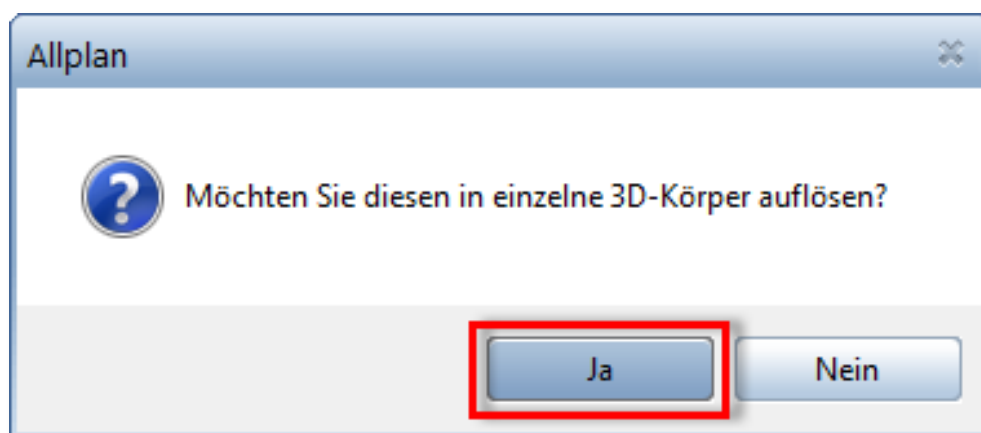 Allplan
Möchten Sie diesen in einzelne 3D-Körper auflösen?
Ja
Nein